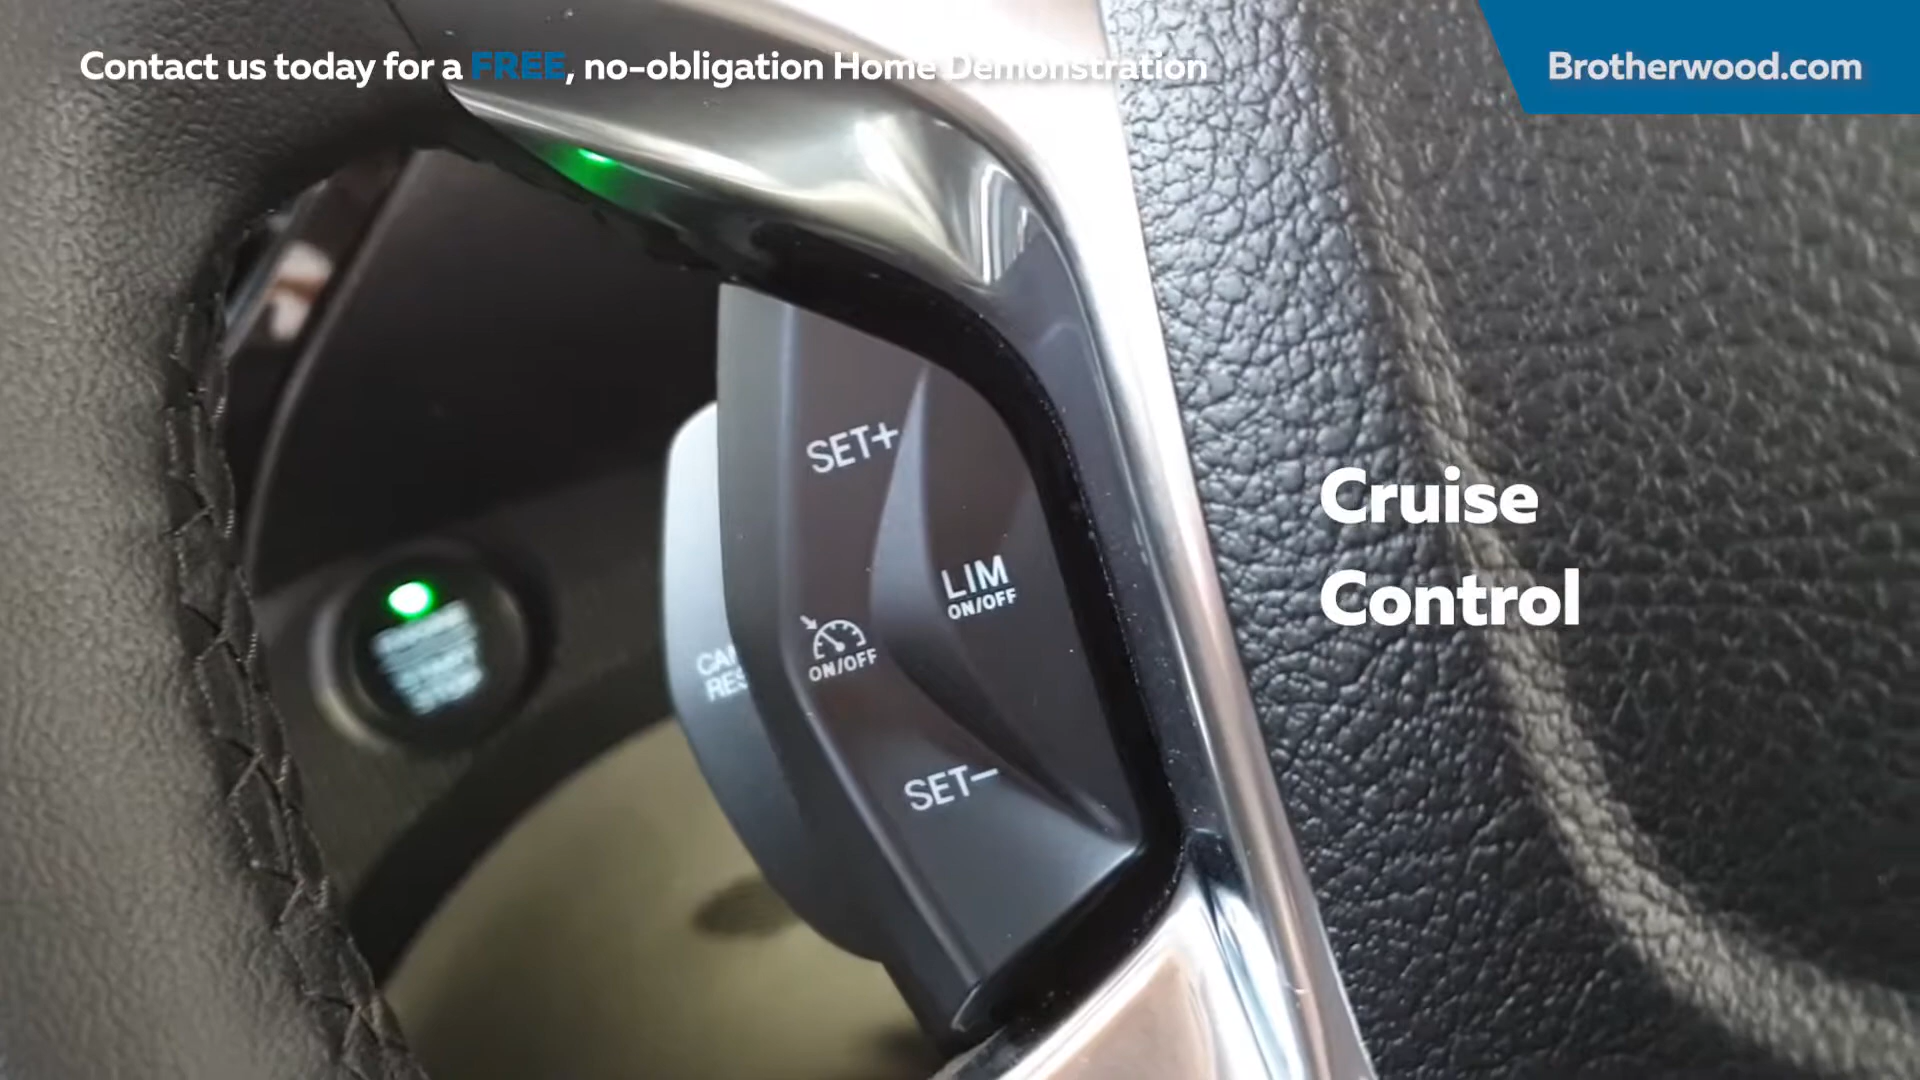 Contact us today for a FREE, no-obligation Home Demonstration
Brotherwood.com
SET+
LIM
ON/OFF
ON/OFF
SET−
Cruise
Control